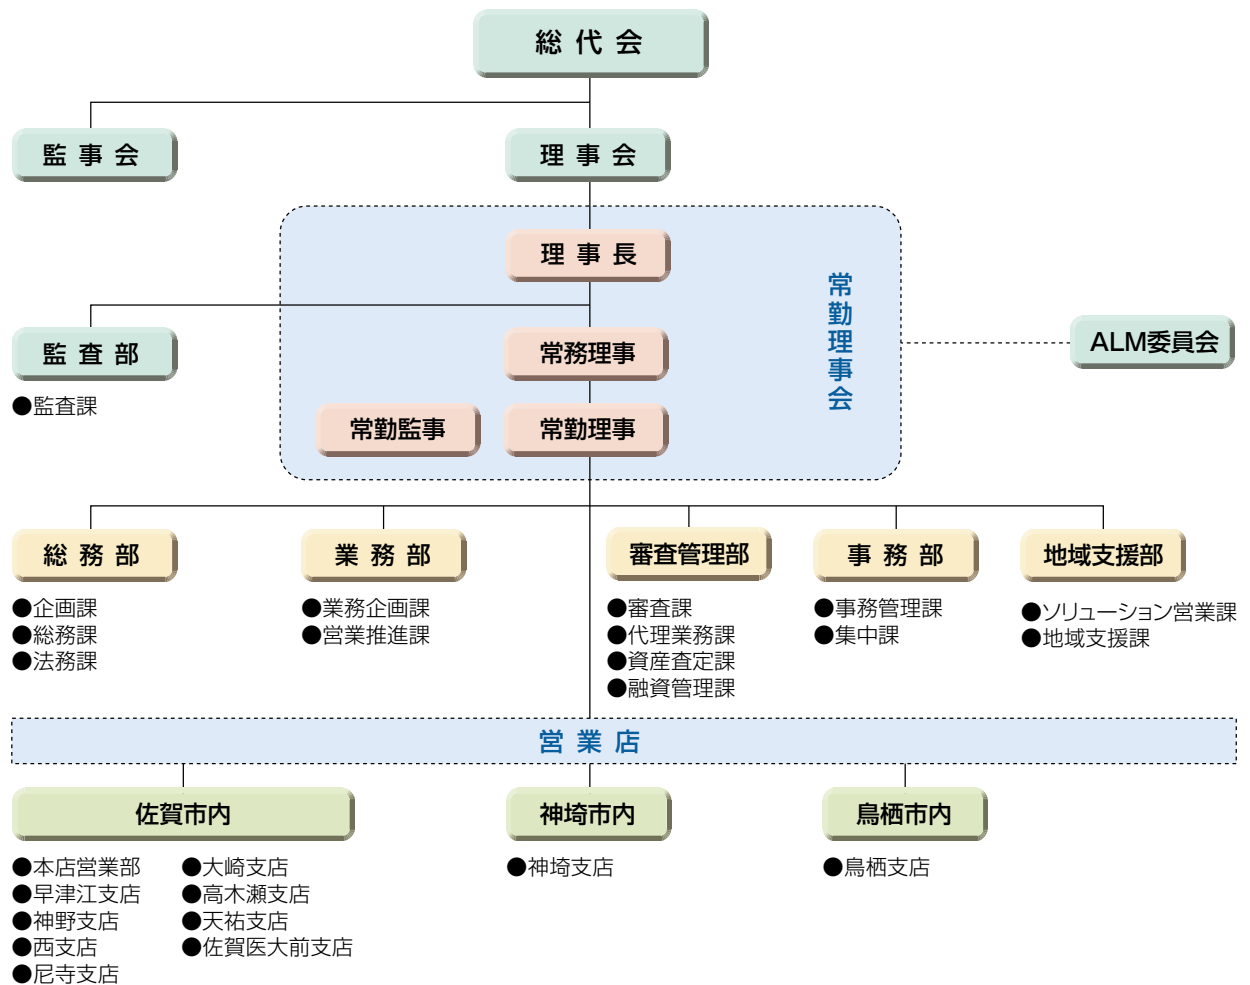 総代会
監事会
理事会
理事長
常勤理事会
監査部
●監査課
常務理事
ALM委員会
常勤監事
常勤理事
総務部
●企画課
●総務課
●法務課
業務部
●業務企画課
●営業推進課
審査管理部
●審査課
●代理業務課
●資産査定課
●融資管理課
事務部
●事務管理課
●集中課
地域支援部
●ソリューション営業課
●地域支援課
営業店
佐賀市内
●本店営業部
●早津江支店
●神野支店
●西支店
●尼寺支店
●大崎支店
●高木瀬支店
●天祐支店
●佐賀医大前支店
神埼市内
●神埼支店
鳥栖市内
●鳥栖支店